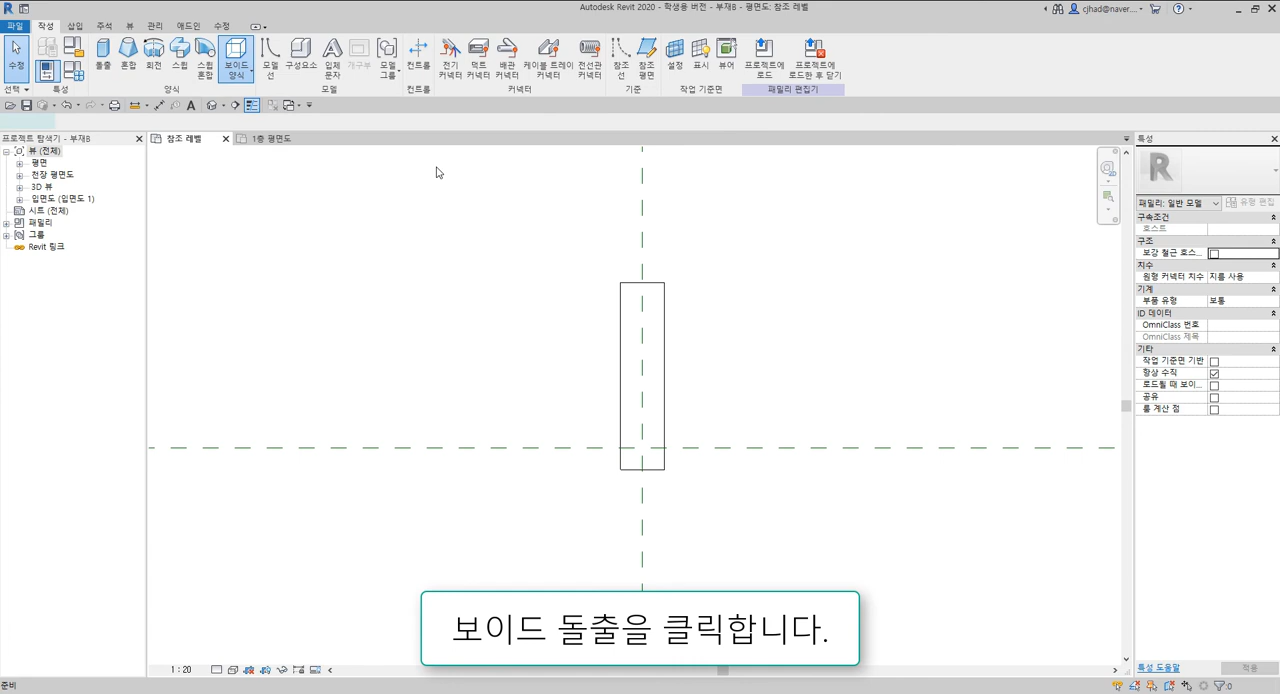 Autodesk Revit 2020 - 학생용 버전 - 부재B - 평면도: 참조 레벨
cjhad@naver....
파일 작성 삽입 주석 뷰 관리 애드인 수정
수정
돌출 혼합 회전 스윕 스윕 혼합 보이드 양식
모델 선 구성요소 입체 문자 개구부 모델 그룹
컨트롤
전기 커넥터 덕트 커넥터 배관 커넥터 케이블 트레이 커넥터 전선관 커넥터
참조 선 참조 평면
설정 표시 뷰어
프로젝트에 로드 프로젝트에 로드한 후 닫기
선택 특성 양식 모델 컨트롤 커넥터 기준 작업 기준면 패밀리 편집기
프로젝트 탐색기 - 부재B
뷰 (전체)
평면
천장 평면도
3D 뷰
입면도 (입면도 1)
시트 (전체)
패밀리
그룹
Revit 링크
참조 레벨
1층 평면도
특성
패밀리: 일반 모델 유형 편집
구속조건
호스트
구조
보강 철근 호스...
치수
원형 커넥터 치수 지름 사용
기계
부품 유형 보통
ID 데이터
OmniClass 번호
OmniClass 제목
기타
작업 기준면 기반
항상 수직
로드될 때 보이...
공유
룸 계산 점
보이드 돌출을 클릭합니다.
1 : 20
특성 도움말 적용
준비
:0